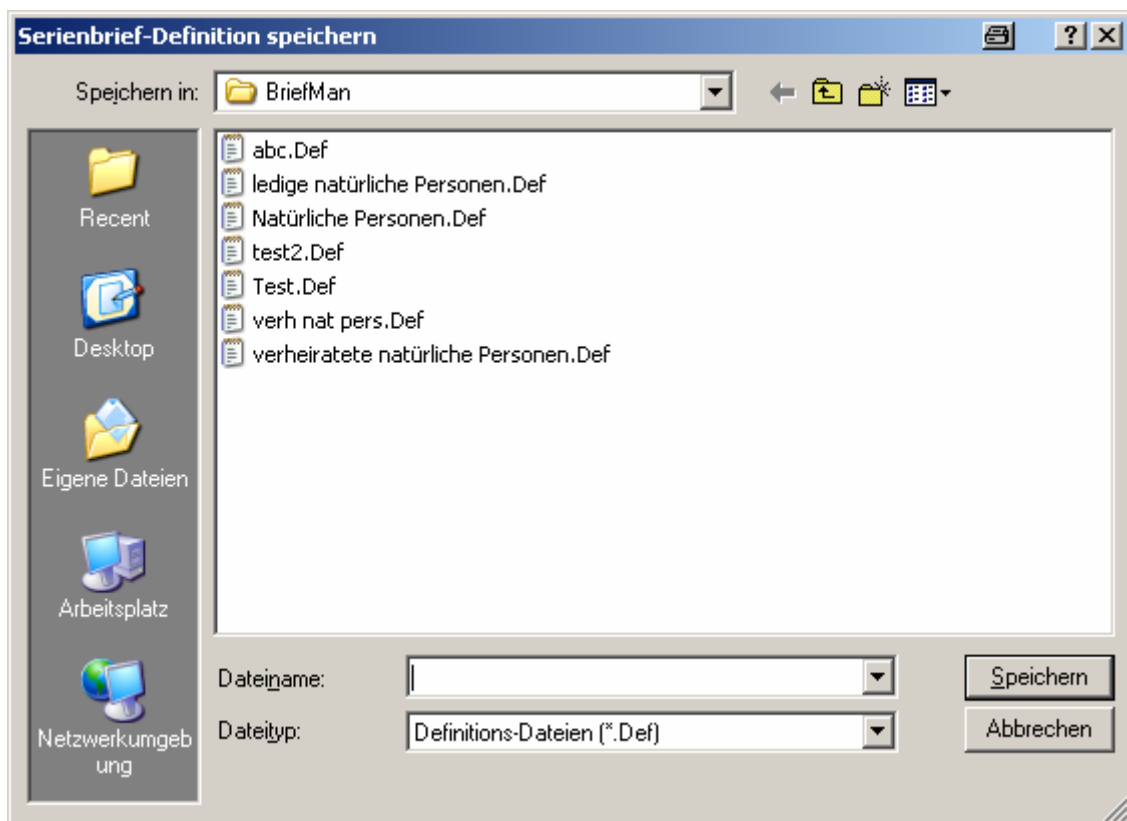 Serienbrief-Definition speichern
Speichern in: BriefMan
Recent
Desktop
Eigene Dateien
Arbeitsplatz
Netzwerkumgeb
ung
abc.Def
ledige natürliche Personen.Def
Natürliche Personen.Def
test2.Def
Test.Def
verh nat pers.Def
verheiratete natürliche Personen.Def
Dateiname:
Speichern
Dateityp: Definitions-Dateien (*.Def)
Abbrechen